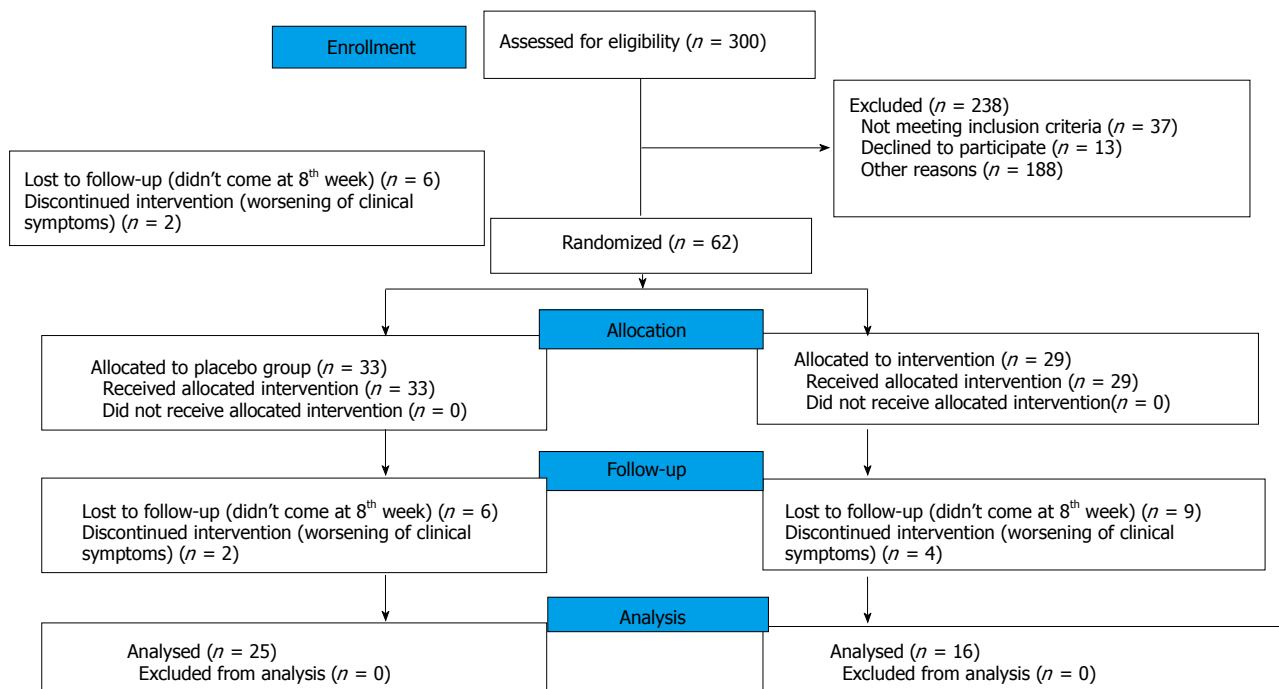 Enrollment
Assessed for eligibility (n = 300)
Excluded (n = 238)
Not meeting inclusion criteria (n = 37)
Declined to participate (n = 13)
Other reasons (n = 188)
Lost to follow-up (didn't come at 8th week) (n = 6)
Discontinued intervention (worsening of clinical
symptoms) (n = 2)
Randomized (n = 62)
Allocation
Allocated to placebo group (n = 33)
Received allocated intervention (n = 33)
Did not receive allocated intervention (n = 0)
Allocated to intervention (n = 29)
Received allocated intervention (n = 29)
Did not receive allocated intervention(n = 0)
Follow-up
Lost to follow-up (didn't come at 8th week) (n = 6)
Discontinued intervention (worsening of clinical
symptoms) (n = 2)
Lost to follow-up (didn't come at 8th week) (n = 9)
Discontinued intervention (worsening of clinical
symptoms) (n = 4)
Analysis
Analysed (n = 25)
Excluded from analysis (n = 0)
Analysed (n = 16)
Excluded from analysis (n = 0)